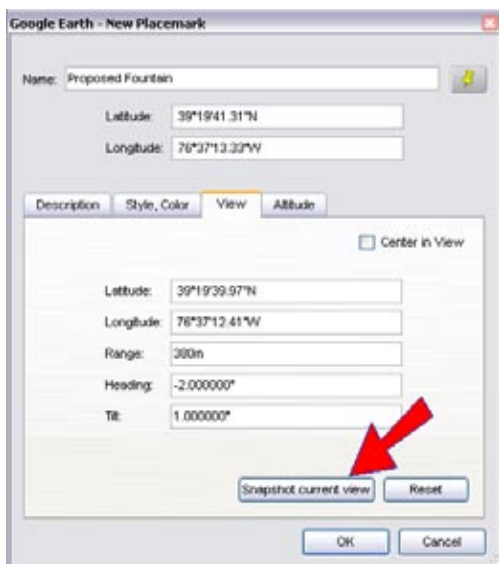 Google Earth - New Placemark
Name: Proposed Fountain
Latitude: 39°19'41.31"N
Longitude: 76°37'13.33"W
Description Style, Color View Altitude
Center in View
Latitude: 39°19'39.97"N
Longitude: 76°37'12.41"W
Range: 380m
Heading: -2.000000°
Tilt: 1.000000°
Snapshot current view Reset
OK Cancel